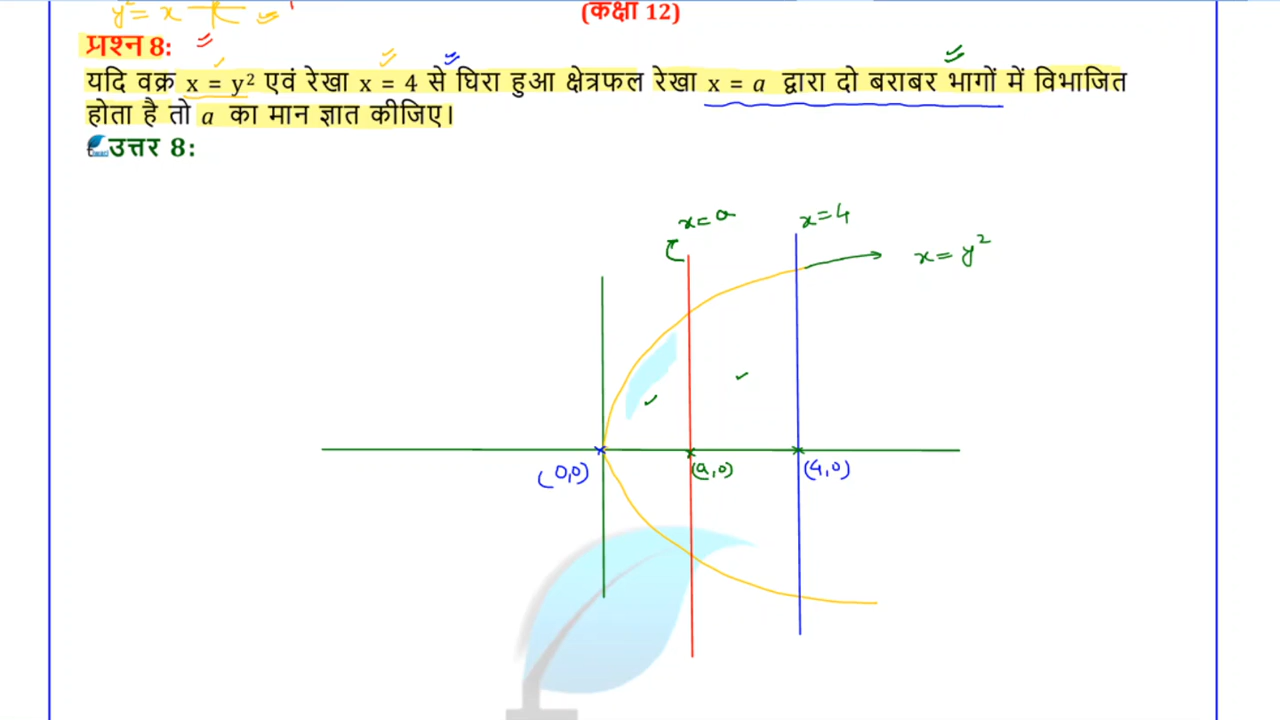 y² = x
(कक्षा 12)
प्रश्न 8:
यदि वक्र x = y² एवं रेखा x = 4 से घिरा हुआ क्षेत्रफल रेखा x = a द्वारा दो बराबर भागों में विभाजित
होता है तो a का मान ज्ञात कीजिए।
उत्तर 8:
x=a
x=4
x= y²
(0,0)
(a,0)
(4,0)